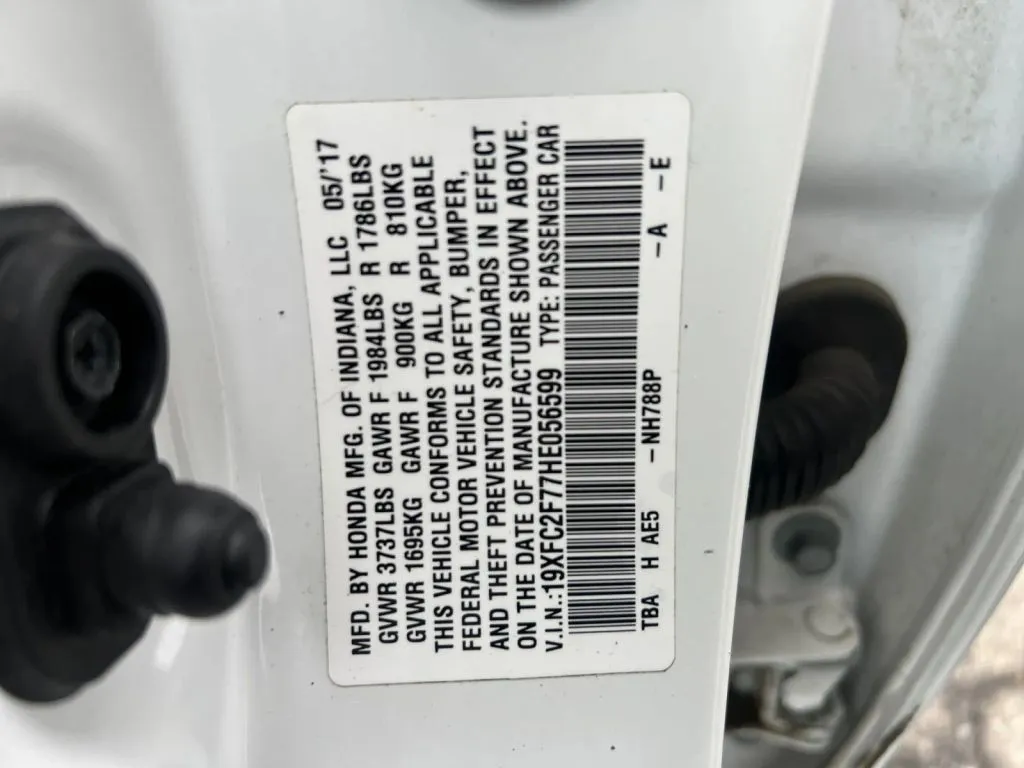 MFD. BY HONDA MFG. OF INDIANA, LLC 05/'17
GVWR 3737LBS GAWR F 1984LBS R 1786LBS
GVWR 1695KG GAWR F 900KG R 810KG
THIS VEHICLE CONFORMS TO ALL APPLICABLE
FEDERAL MOTOR VEHICLE SAFETY, BUMPER,
AND THEFT PREVENTION STANDARDS IN EFFECT
ON THE DATE OF MANUFACTURE SHOWN ABOVE.
V.I.N.:19XFC2F77HE056599 TYPE: PASSENGER CAR
TBA H AE5 –NH788P –A –E